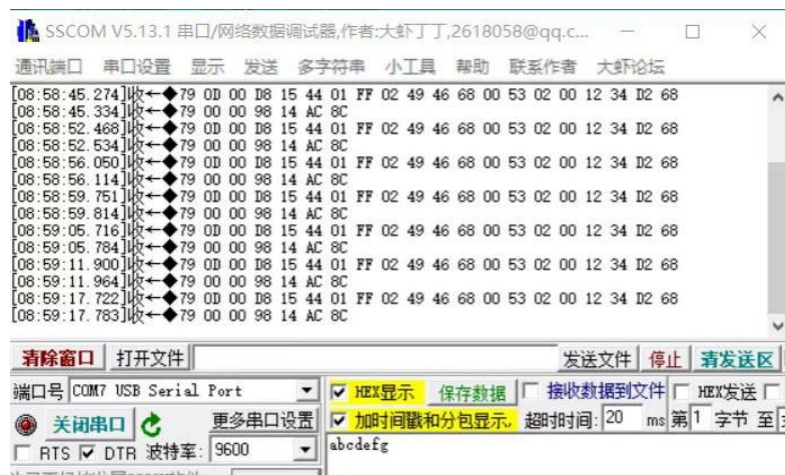 SSCOM V5.13.1 串口/网络数据调试器,作者:大虾丁丁,2618058@qq.c...
通讯端口 串口设置 显示 发送 多字符串 小工具 帮助 联系作者 大虾论坛
[08:58:45.274]收←◆79 0D 00 D8 15 44 01 FF 02 49 46 68 00 53 02 00 12 34 D2 68
[08:58:45.334]收←◆79 00 00 98 14 AC 8C
[08:58:52.468]收←◆79 0D 00 D8 15 44 01 FF 02 49 46 68 00 53 02 00 12 34 D2 68
[08:58:52.534]收←◆79 00 00 98 14 AC 8C
[08:58:56.050]收←◆79 0D 00 D8 15 44 01 FF 02 49 46 68 00 53 02 00 12 34 D2 68
[08:58:56.114]收←◆79 00 00 98 14 AC 8C
[08:58:59.751]收←◆79 0D 00 D8 15 44 01 FF 02 49 46 68 00 53 02 00 12 34 D2 68
[08:58:59.814]收←◆79 00 00 98 14 AC 8C
[08:59:05.716]收←◆79 0D 00 D8 15 44 01 FF 02 49 46 68 00 53 02 00 12 34 D2 68
[08:59:05.784]收←◆79 00 00 98 14 AC 8C
[08:59:11.900]收←◆79 0D 00 D8 15 44 01 FF 02 49 46 68 00 53 02 00 12 34 D2 68
[08:59:11.964]收←◆79 00 00 98 14 AC 8C
[08:59:17.722]收←◆79 0D 00 D8 15 44 01 FF 02 49 46 68 00 53 02 00 12 34 D2 68
[08:59:17.783]收←◆79 00 00 98 14 AC 8C
清除窗口 打开文件 发送文件 停止 清发送区
端口号 COM7 USB Serial Port HEX显示 保存数据 接收数据到文件 HEX发送
关闭串口 更多串口设置 加时间戳和分包显示, 超时时间: 20 ms 第1 字节 至
RTS DTR 波特率: 9600 abcdefg